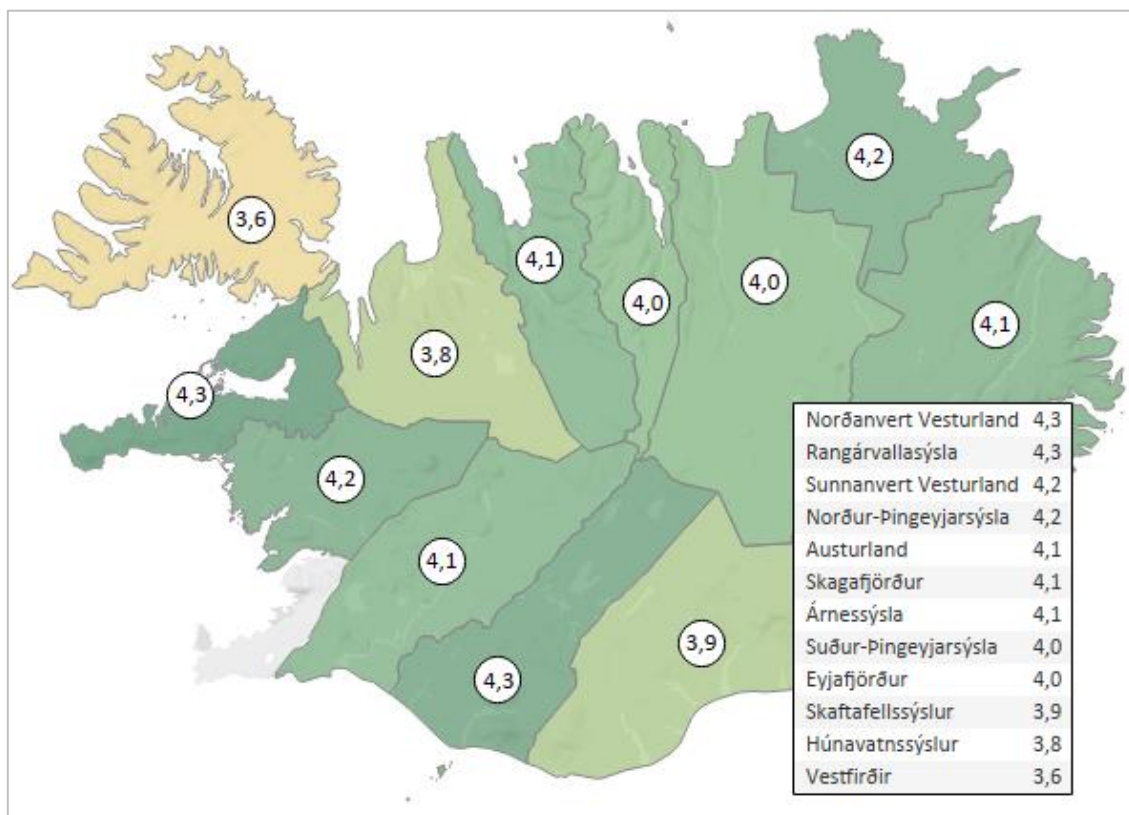 4,2
3,6
4,1
4,0
4,0
4,1
3,8
4,3
4,2
4,1
3,9
4,3
Norðanvert Vesturland 4,3
Rangárvallasýsla 4,3
Sunnanvert Vesturland 4,2
Norður-Þingeyjarsýsla 4,2
Austurland 4,1
Skagafjörður 4,1
Árnessýsla 4,1
Suður-Þingeyjarsýsla 4,0
Eyjafjörður 4,0
Skaftafellssýslur 3,9
Húnavatnssýslur 3,8
Vestfirðir 3,6